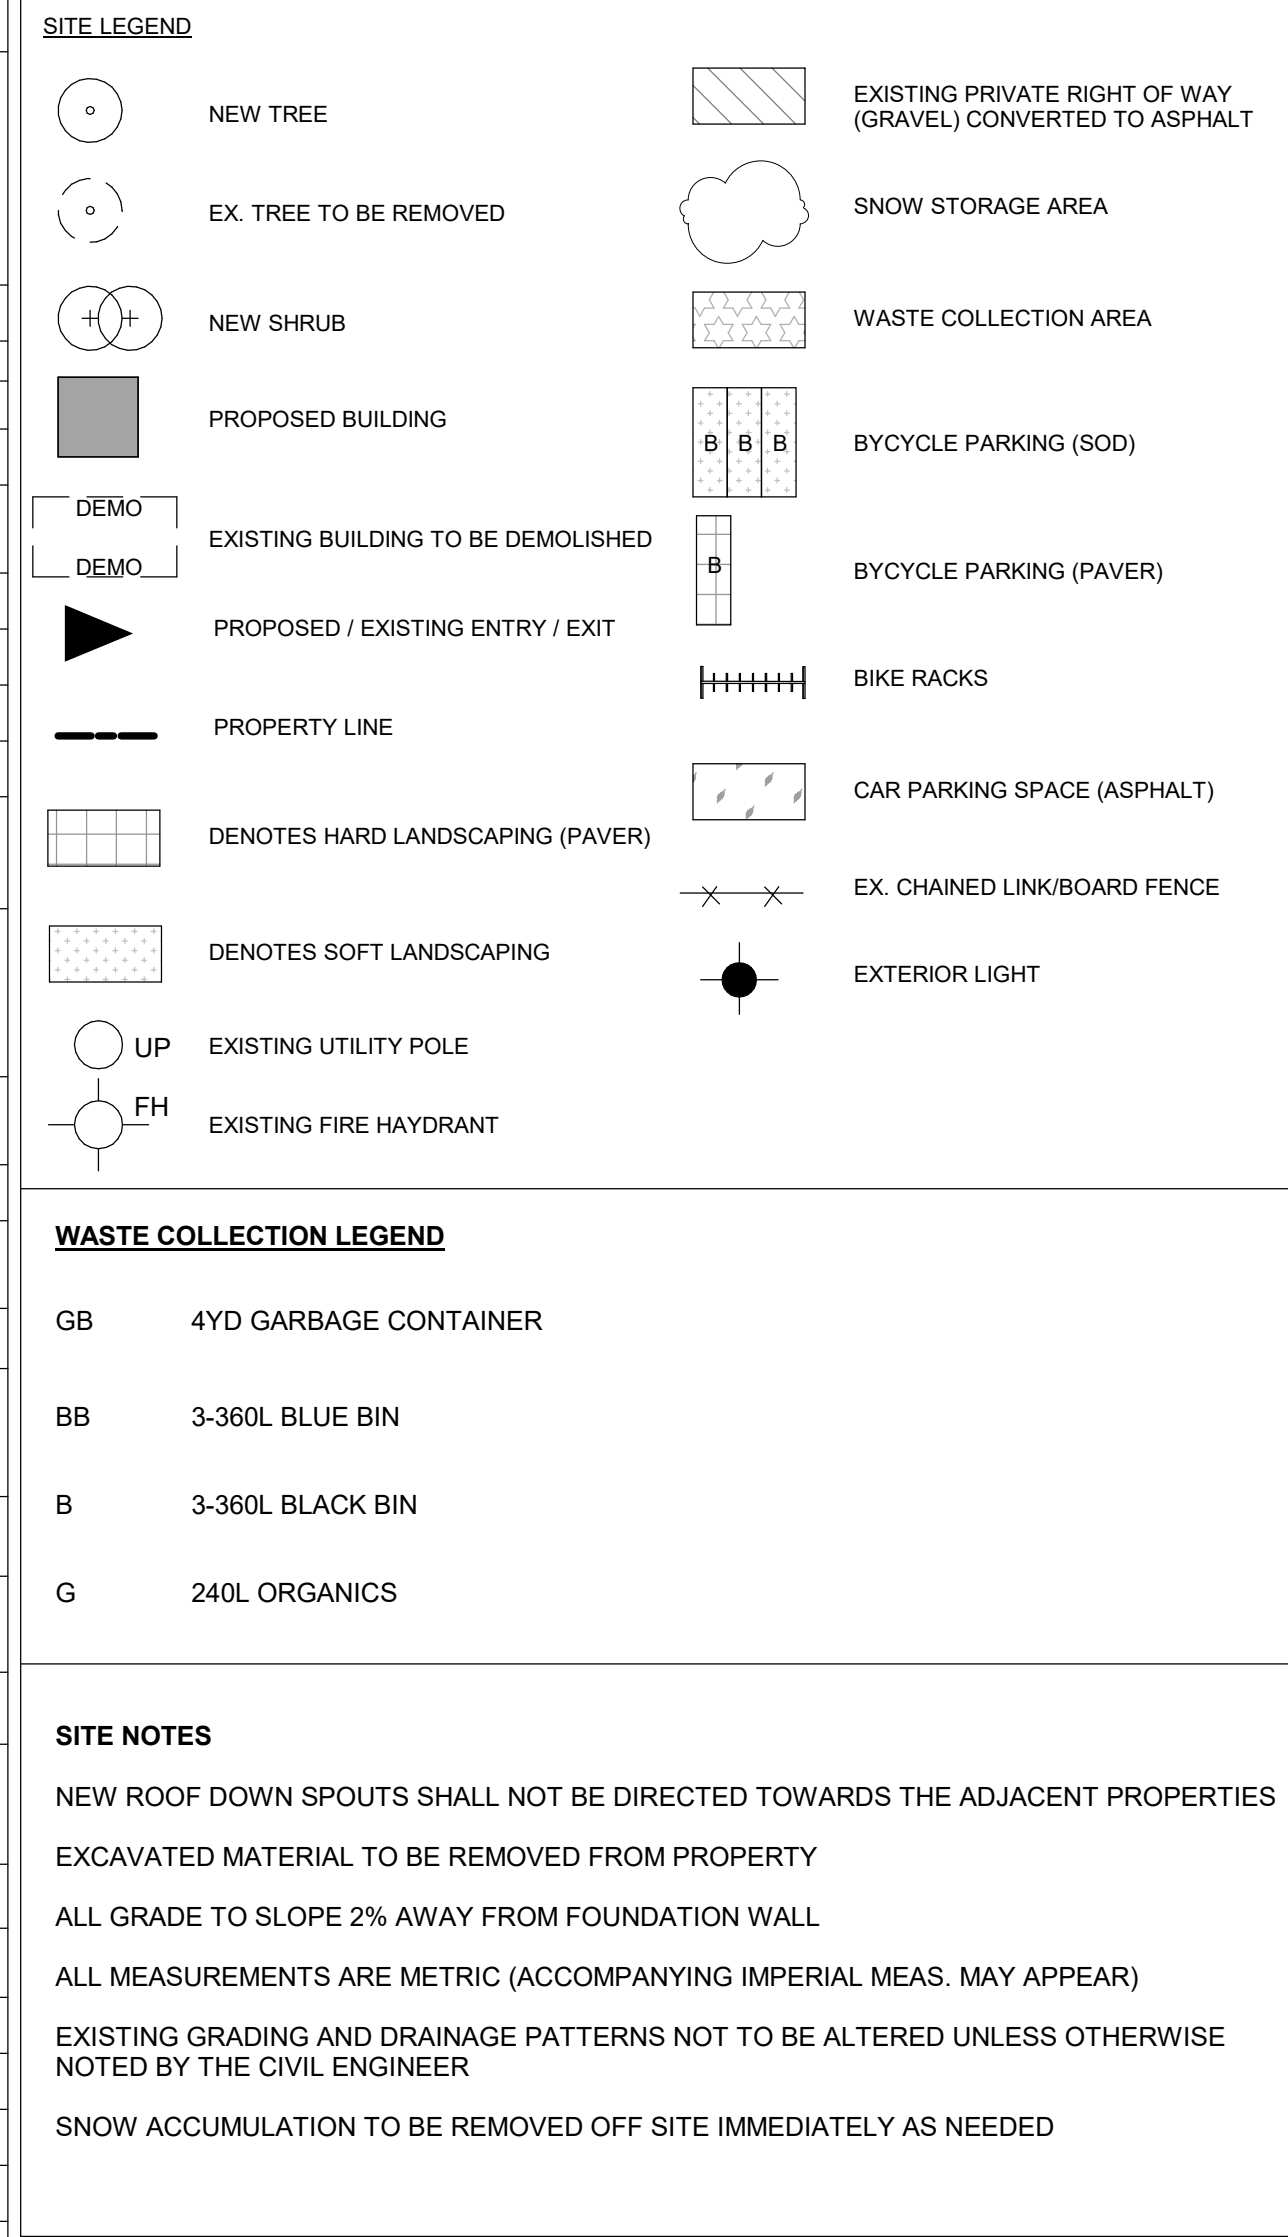 SITE LEGEND
NEW TREE
EX. TREE TO BE REMOVED
NEW SHRUB
PROPOSED BUILDING
DEMO
DEMO
EXISTING BUILDING TO BE DEMOLISHED
PROPOSED / EXISTING ENTRY / EXIT
PROPERTY LINE
DENOTES HARD LANDSCAPING (PAVER)
DENOTES SOFT LANDSCAPING
UP EXISTING UTILITY POLE
FH
EXISTING FIRE HAYDRANT
EXISTING PRIVATE RIGHT OF WAY
(GRAVEL) CONVERTED TO ASPHALT
SNOW STORAGE AREA
WASTE COLLECTION AREA
B B B BYCYCLE PARKING (SOD)
B BYCYCLE PARKING (PAVER)
BIKE RACKS
CAR PARKING SPACE (ASPHALT)
EX. CHAINED LINK/BOARD FENCE
EXTERIOR LIGHT
WASTE COLLECTION LEGEND
GB 4YD GARBAGE CONTAINER
BB 3-360L BLUE BIN
B 3-360L BLACK BIN
G 240L ORGANICS
SITE NOTES
NEW ROOF DOWN SPOUTS SHALL NOT BE DIRECTED TOWARDS THE ADJACENT PROPERTIES
EXCAVATED MATERIAL TO BE REMOVED FROM PROPERTY
ALL GRADE TO SLOPE 2% AWAY FROM FOUNDATION WALL
ALL MEASUREMENTS ARE METRIC (ACCOMPANYING IMPERIAL MEAS. MAY APPEAR)
EXISTING GRADING AND DRAINAGE PATTERNS NOT TO BE ALTERED UNLESS OTHERWISE
NOTED BY THE CIVIL ENGINEER
SNOW ACCUMULATION TO BE REMOVED OFF SITE IMMEDIATELY AS NEEDED